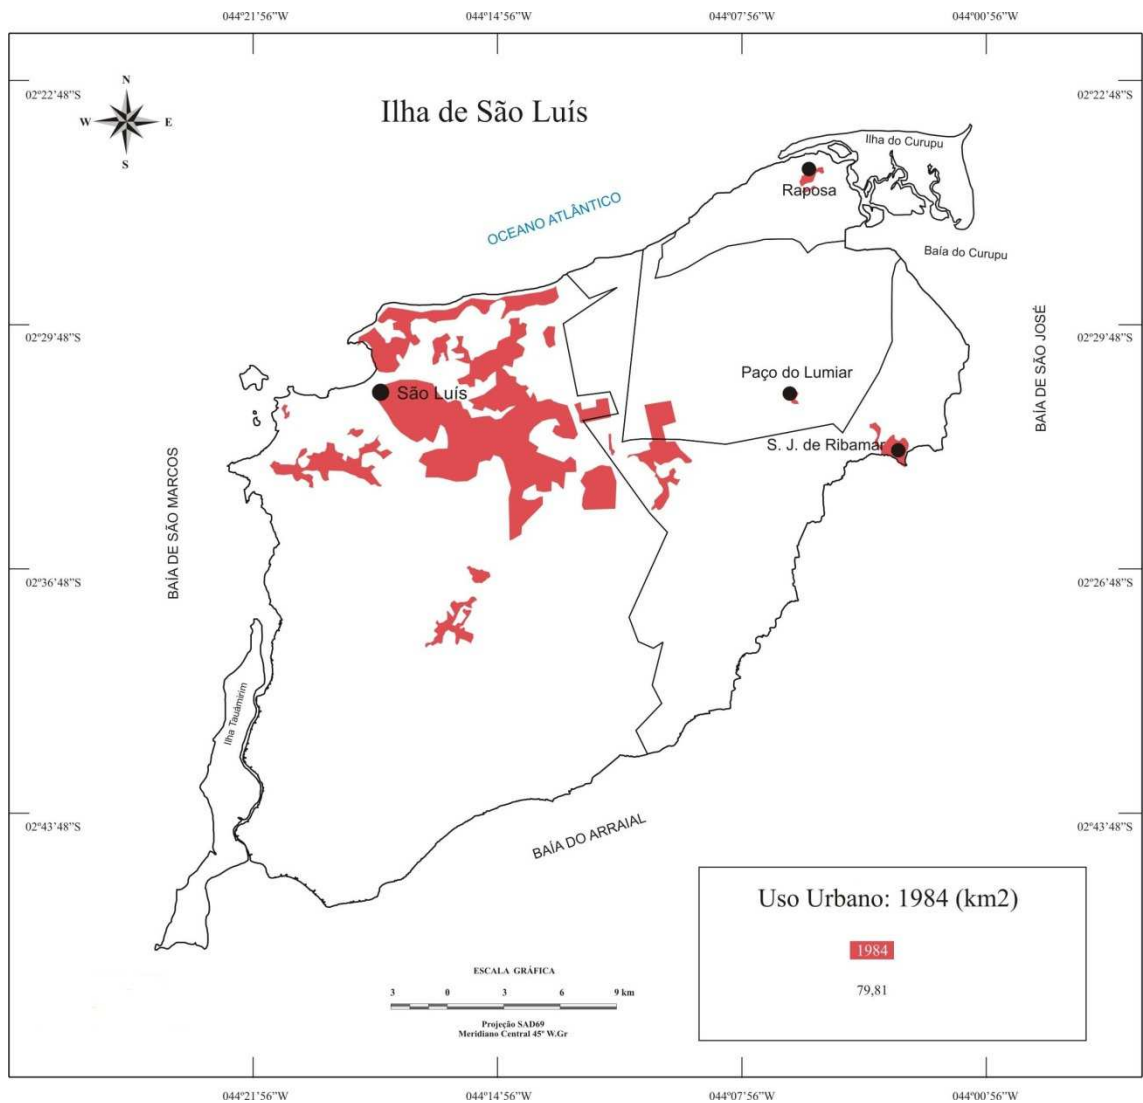 044º21’56’’W
044º14’56’’W
044º07’56’’W
044º00’56’’W
02º22’48’’S
02º22’48’’S
N
W
E
S
Ilha de São Luís
Ilha do Curupu
Raposa
OCEANO ATLÂNTICO
Baía do Curupu
02º29’48’’S
02º29’48’’S
BAÍA DE SÃO JOSÉ
Paço do Lumiar
São Luís
S. J. de Ribamar
BAÍA DE SÃO MARCOS
02º36’48’’S
02º26’48’’S
Ilha Tauámirim
02º43’48’’S
02º43’48’’S
BAÍA DO ARRAIAL
Uso Urbano: 1984 (km2)
1984
79,81
ESCALA GRÁFICA
3 0 3 6 9 km
Projeção SAD69
Meridiano Central 45º W.Gr
044º21’56’’W
044º14’56’’W
044º07’56’’W
044º00’56’’W